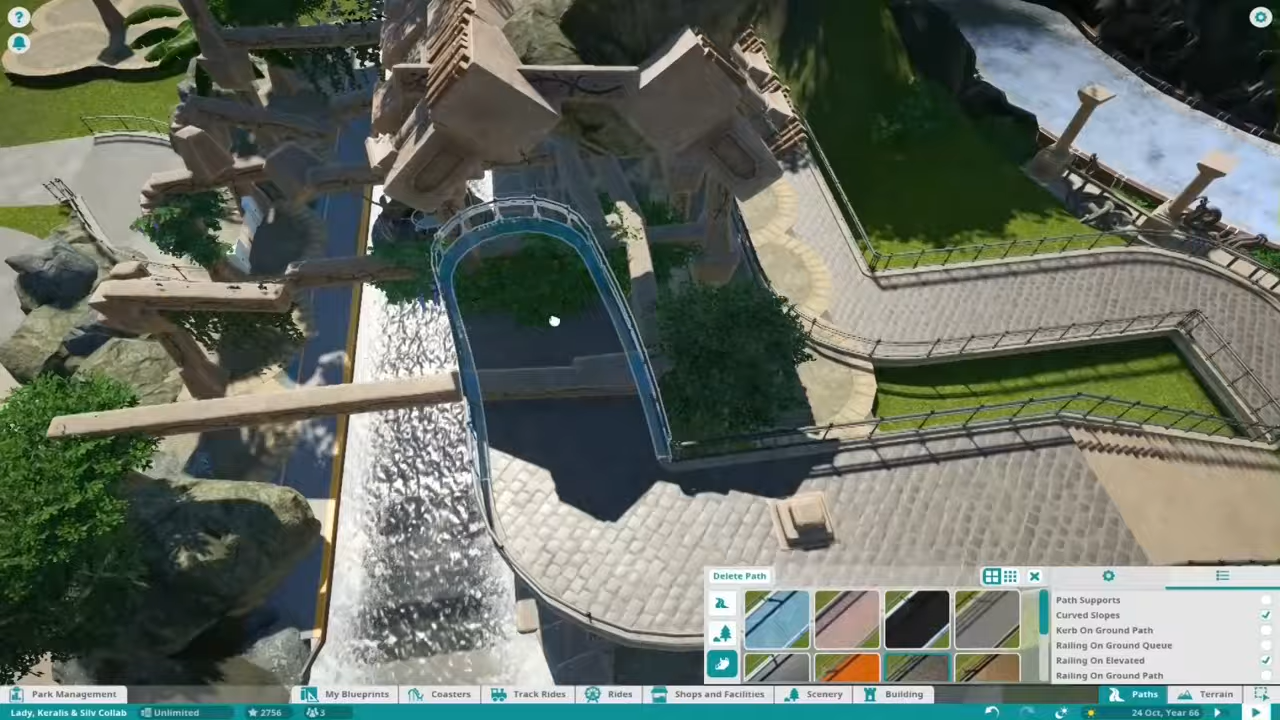 ?
Delete Path
Path Supports
Curved Slopes
Kerb On Ground Path
Railing On Ground Queue
Railing On Elevated
Railing On Ground Path
Park Management
My Blueprints
Coasters
Track Rides
Rides
Shops and Facilities
Scenery
Building
Paths
Terrain
Lady, Keralis & Silv Collab
Unlimited
2756
3
24 Oct, Year 66